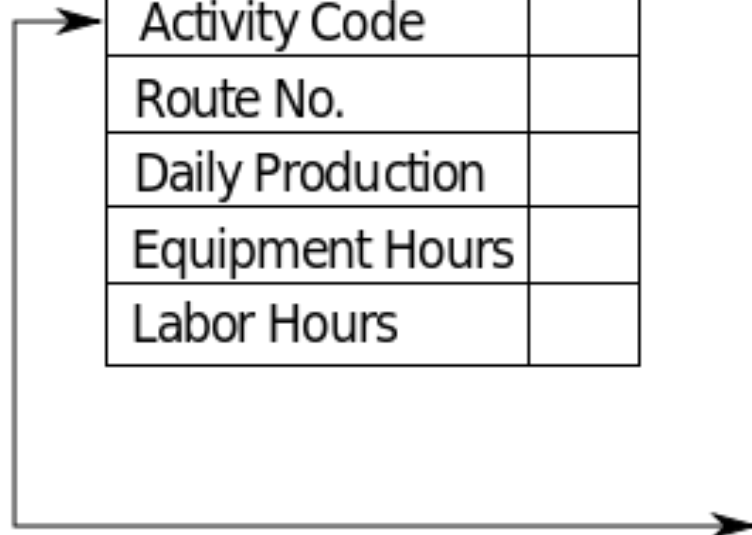 Activity Code
Route No.
Daily Production
Equipment Hours
Labor Hours